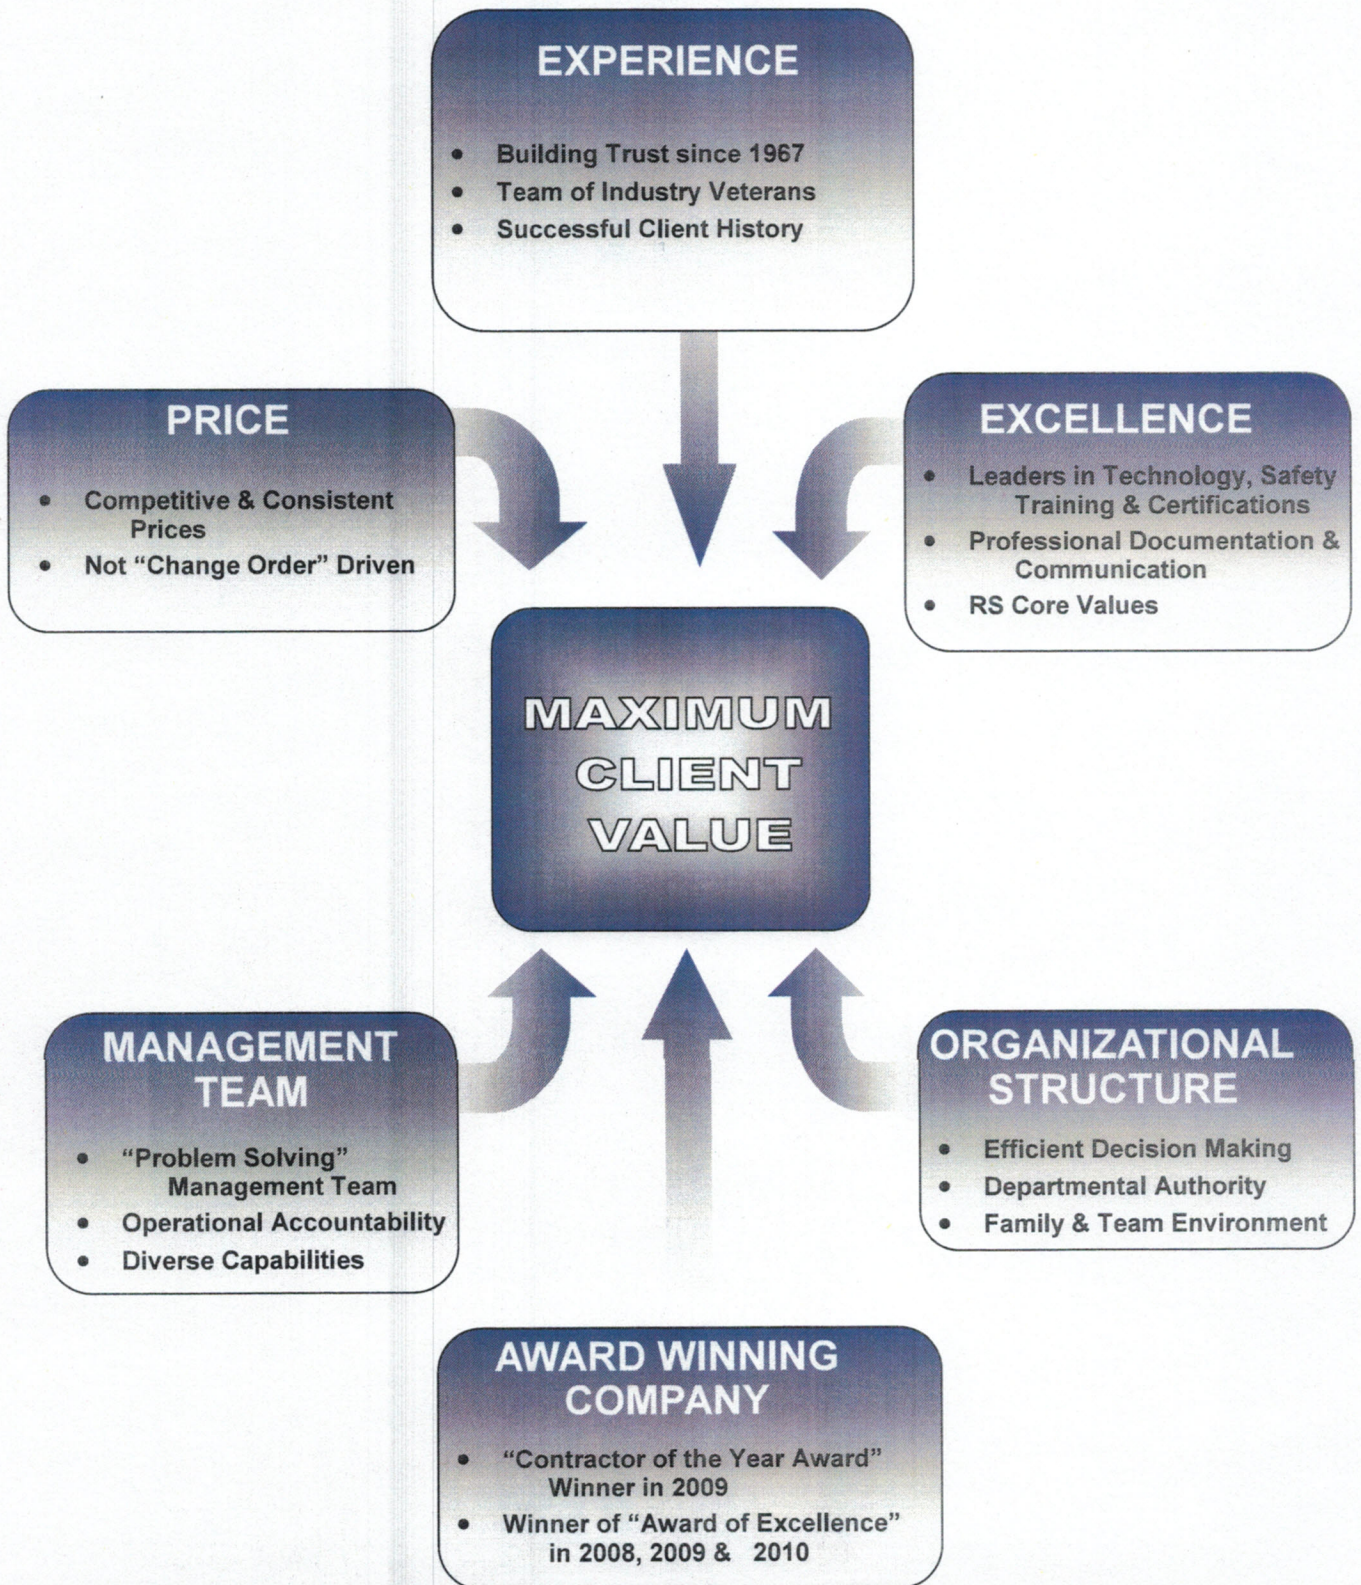 EXPERIENCE
• Building Trust since 1967
• Team of Industry Veterans
• Successful Client History
PRICE
• Competitive & Consistent
Prices
• Not “Change Order” Driven
EXCELLENCE
• Leaders in Technology, Safety
Training & Certifications
• Professional Documentation &
Communication
• RS Core Values
MAXIMUM
CLIENT
VALUE
MANAGEMENT
TEAM
• “Problem Solving”
Management Team
• Operational Accountability
• Diverse Capabilities
ORGANIZATIONAL
STRUCTURE
• Efficient Decision Making
• Departmental Authority
• Family & Team Environment
AWARD WINNING
COMPANY
• “Contractor of the Year Award”
Winner in 2009
• Winner of “Award of Excellence”
in 2008, 2009 & 2010